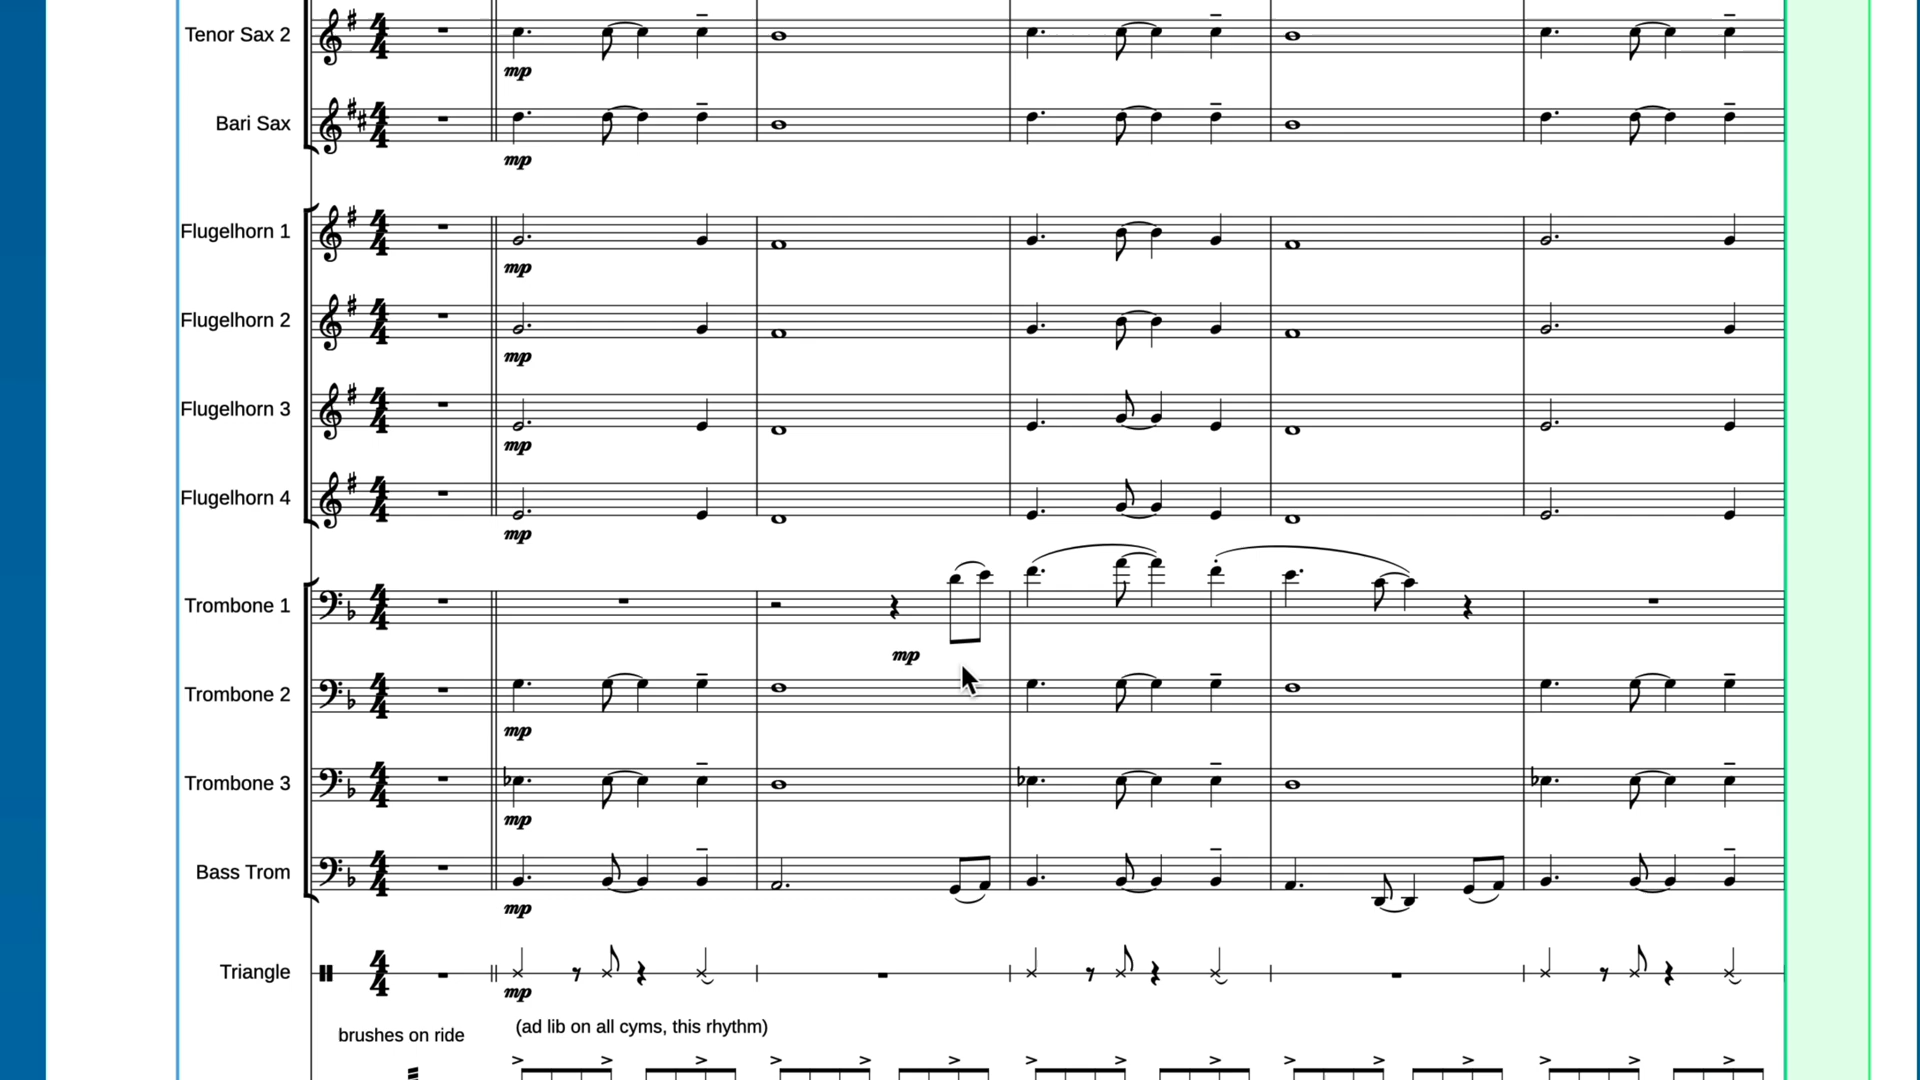 Tenor Sax 2
mp
Bari Sax
mp
Flugelhorn 1
mp
Flugelhorn 2
mp
Flugelhorn 3
mp
Flugelhorn 4
mp
Trombone 1
mp
Trombone 2
mp
Trombone 3
mp
Bass Trom
mp
Triangle
mp
brushes on ride
(ad lib on all cyms, this rhythm)